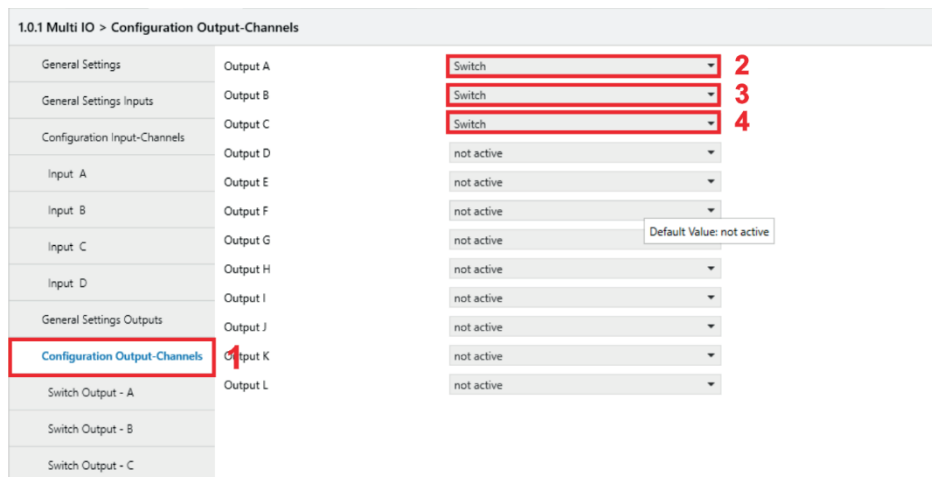 1.0.1 Multi IO > Configuration Output-Channels
General Settings
General Settings Inputs
Configuration Input-Channels
Input A
Input B
Input C
Input D
General Settings Outputs
Configuration Output-Channels 1
Switch Output - A
Switch Output - B
Switch Output - C
Output A Switch 2
Output B Switch 3
Output C Switch 4
Output D not active
Output E not active
Output F not active
Default Value: not active
Output G not active
Output H not active
Output I not active
Output J not active
Output K not active
Output L not active